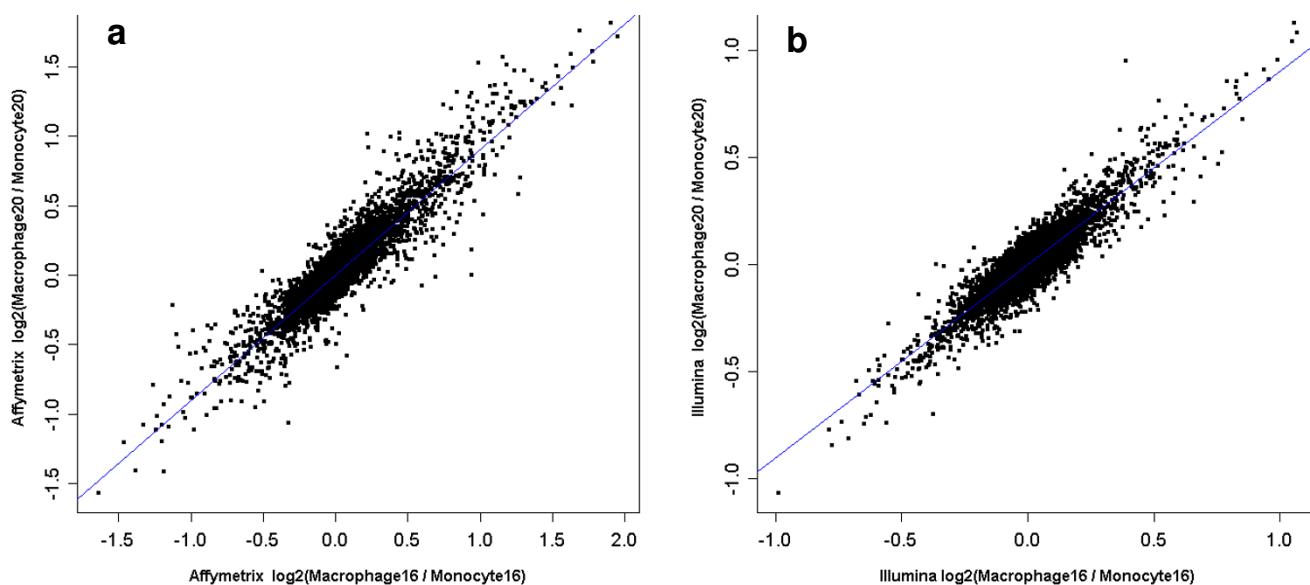 a
Affymetrix log2(Macrophage20 / Monocyte20)
1.5
1.0
0.5
0.0
-0.5
-1.0
-1.5
-1.5 -1.0 -0.5 0.0 0.5 1.0 1.5 2.0
Affymetrix log2(Macrophage16 / Monocyte16)
b
Illumina log2(Macrophage20 / Monocyte20)
1.0
0.5
0.0
-0.5
-1.0
-1.0 -0.5 0.0 0.5 1.0
Illumina log2(Macrophage16 / Monocyte16)